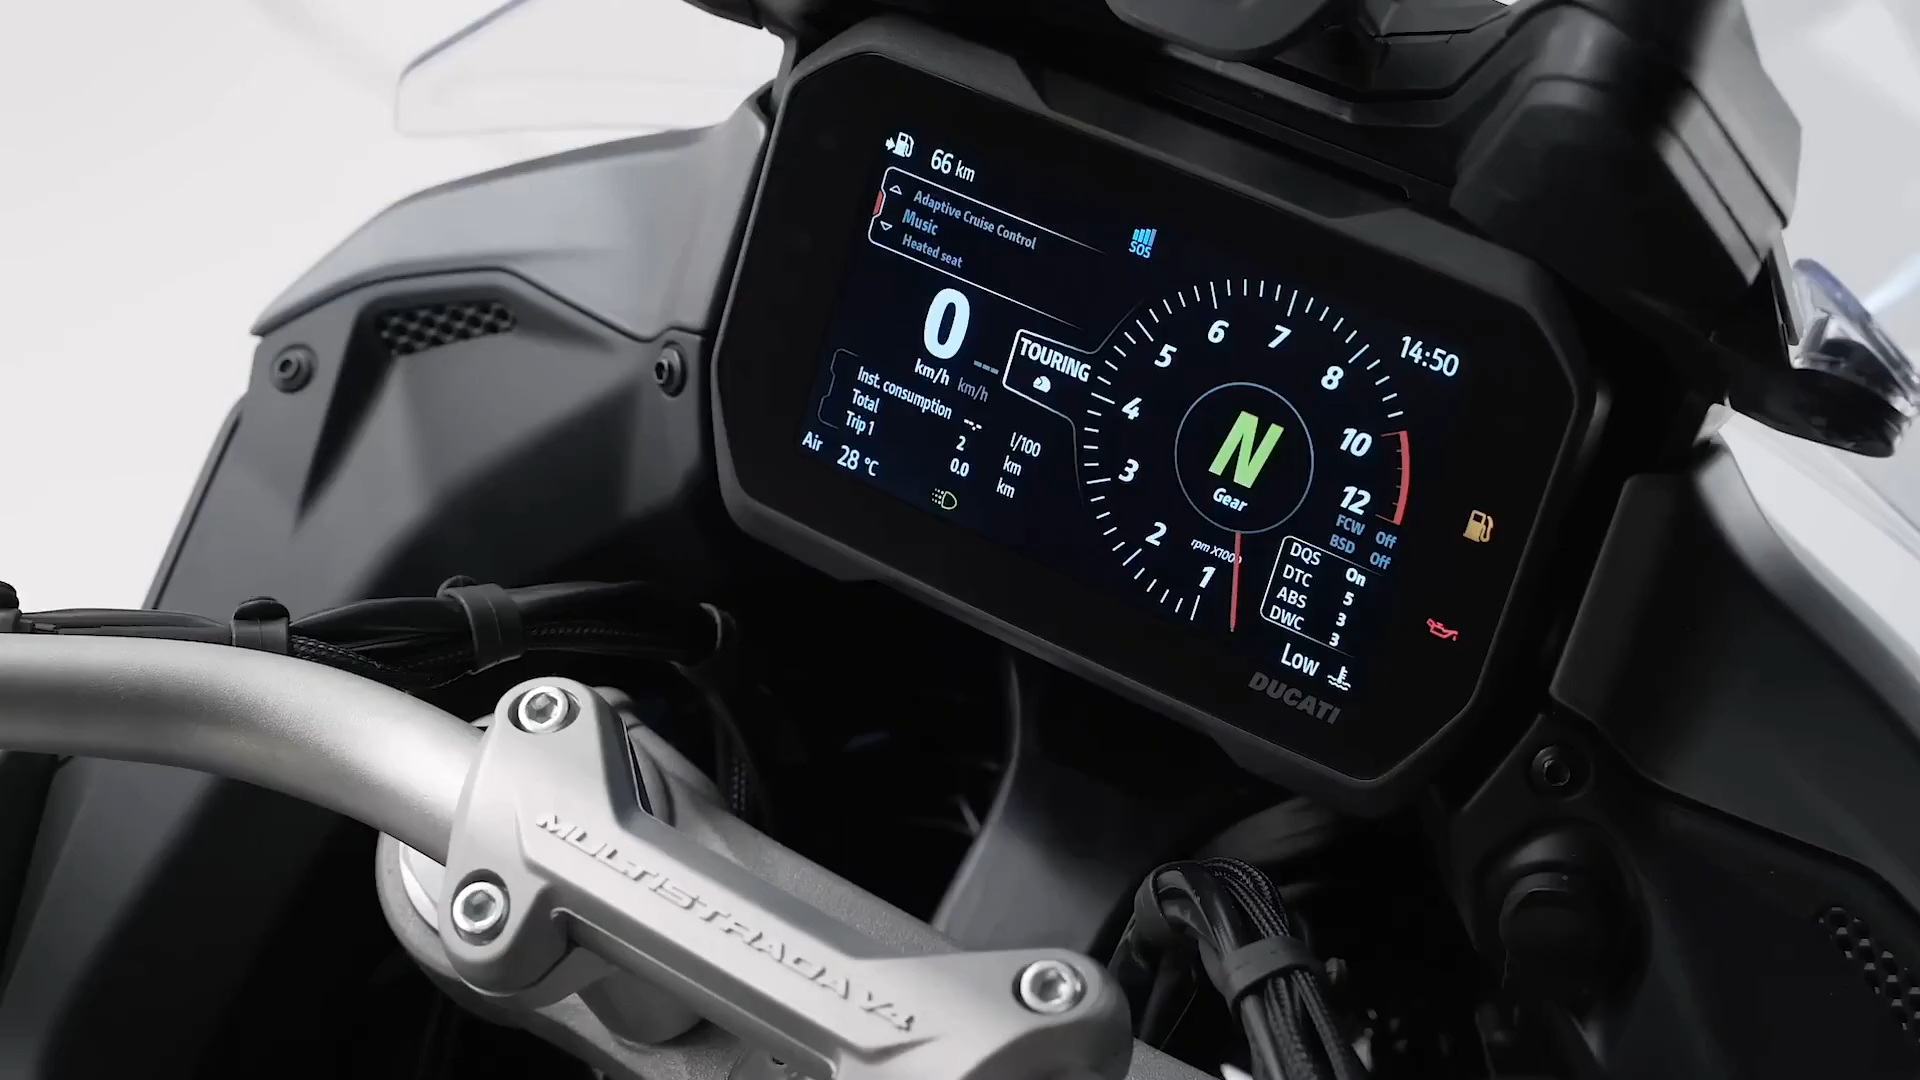 66 km
Adaptive Cruise Control
Music
Heated seat
SOS
0
km/h
km/h
TOURING
Inst. consumption --.- l/100
Total 2 km
Trip 1 0.0 km
Air 28 °C
14:50
1
2
3
4
5
6
7
8
10
12
rpm X1000
N
Gear
FCW Off
BSD Off
DQS On
DTC 5
ABS 3
DWC 3
Low
DUCATI
MULTISTRADA V4